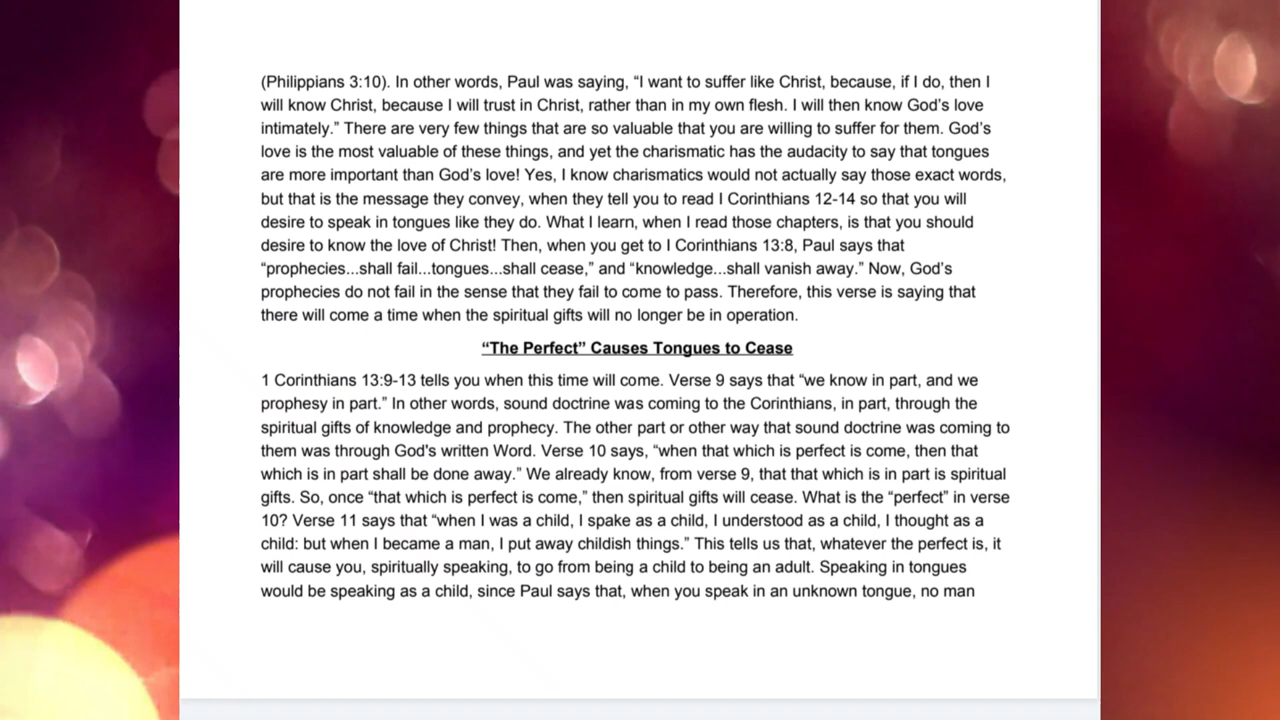 (Philippians 3:10). In other words, Paul was saying, “I want to suffer like Christ, because, if I do, then I
will know Christ, because I will trust in Christ, rather than in my own flesh. I will then know God’s love
intimately.” There are very few things that are so valuable that you are willing to suffer for them. God’s
love is the most valuable of these things, and yet the charismatic has the audacity to say that tongues
are more important than God’s love! Yes, I know charismatics would not actually say those exact words,
but that is the message they convey, when they tell you to read I Corinthians 12-14 so that you will
desire to speak in tongues like they do. What I learn, when I read those chapters, is that you should
desire to know the love of Christ! Then, when you get to I Corinthians 13:8, Paul says that
“prophecies...shall fail...tongues...shall cease,” and “knowledge...shall vanish away.” Now, God’s
prophecies do not fail in the sense that they fail to come to pass. Therefore, this verse is saying that
there will come a time when the spiritual gifts will no longer be in operation.
“The Perfect” Causes Tongues to Cease
1 Corinthians 13:9-13 tells you when this time will come. Verse 9 says that “we know in part, and we
prophesy in part.” In other words, sound doctrine was coming to the Corinthians, in part, through the
spiritual gifts of knowledge and prophecy. The other part or other way that sound doctrine was coming to
them was through God's written Word. Verse 10 says, “when that which is perfect is come, then that
which is in part shall be done away.” We already know, from verse 9, that that which is in part is spiritual
gifts. So, once “that which is perfect is come,” then spiritual gifts will cease. What is the “perfect” in verse
10? Verse 11 says that “when I was a child, I spake as a child, I understood as a child, I thought as a
child: but when I became a man, I put away childish things.” This tells us that, whatever the perfect is, it
will cause you, spiritually speaking, to go from being a child to being an adult. Speaking in tongues
would be speaking as a child, since Paul says that, when you speak in an unknown tongue, no man